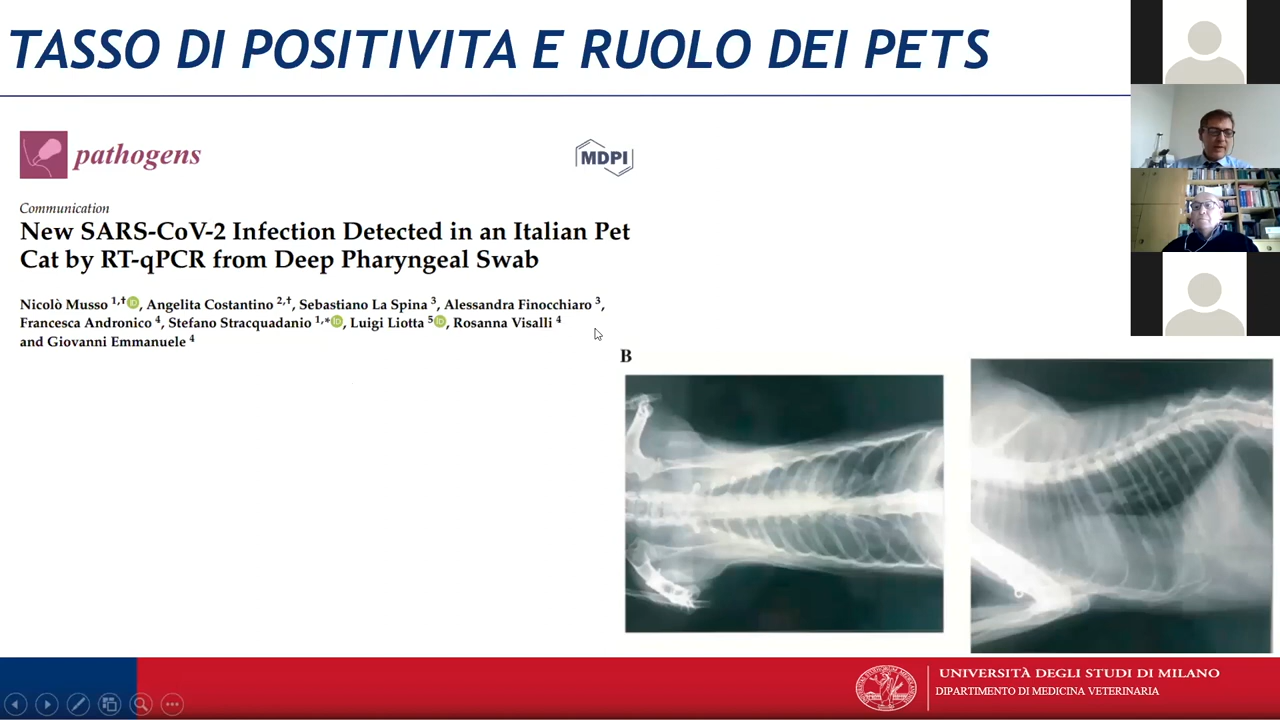 TASSO DI POSITIVITA E RUOLO DEI PETS
pathogens
MDPI
Communication
New SARS-CoV-2 Infection Detected in an Italian Pet
Cat by RT-qPCR from Deep Pharyngeal Swab
Nicolò Musso 1,†, Angelita Costantino 2,†, Sebastiano La Spina 3, Alessandra Finocchiaro 3,
Francesca Andronico 4, Stefano Stracquadanio 1,*, Luigi Liotta 5, Rosanna Visalli 4
and Giovanni Emmanuele 4
B
UNIVERSITÀ DEGLI STUDI DI MILANO
DIPARTIMENTO DI MEDICINA VETERINARIA